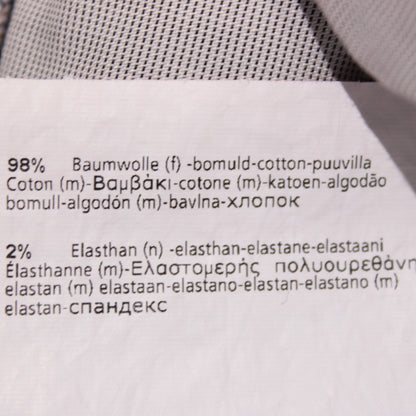 98% Baumwolle (f) -bomuld-cotton-puuvilla
Coton (m)-Βαμβάκι-cotone (m)-katoen-algodão
bomull-algodón (m)-bavlna-хлопок
2% Elasthan (n) -elasthan-elastane-elastaani
Élasthanne (m)-Ελαστομερής πολυουρεθάνη
elastan (m) elastaan-elastano-elastan-elastano (m)
elastan-спандекс